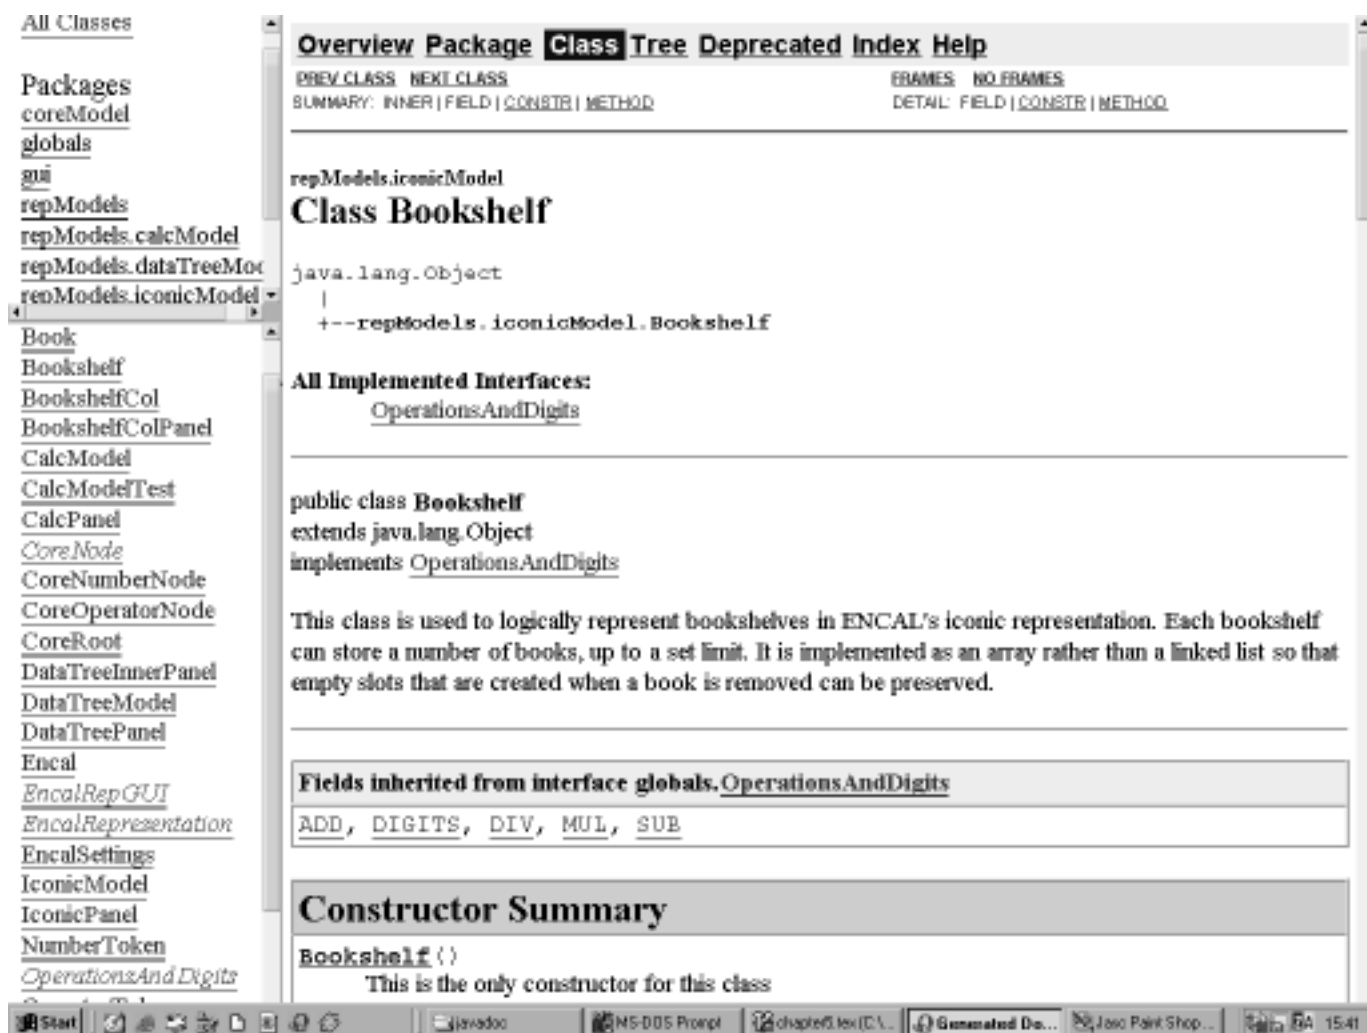 All Classes
Packages
coreModel
globals
gui
repModels
repModels.calcModel
repModels.dataTreeMod
repModels.iconicModel
Book
Bookshelf
BookshelfCol
BookshelfColPanel
CalcModel
CalcModelTest
CalcPanel
CoreNode
CoreNumberNode
CoreOperatorNode
CoreRoot
DataTreeInnerPanel
DataTreeModel
DataTreePanel
Encal
EncalRepGUI
EncalRepresentation
EncalSettings
IconicModel
IconicPanel
NumberToken
OperationsAndDigits
Overview Package Class Tree Deprecated Index Help
PREV CLASS NEXT CLASS
FRAMES NO FRAMES
SUMMARY: INNER | FIELD | CONSTR | METHOD
DETAIL: FIELD | CONSTR | METHOD
repModels.iconicModel
Class Bookshelf
java.lang.Object
|
+--repModels.iconicModel.Bookshelf
All Implemented Interfaces:
OperationsAndDigits
public class Bookshelf
extends java.lang.Object
implements OperationsAndDigits
This class is used to logically represent bookshelves in ENCAL's iconic representation. Each bookshelf
can store a number of books, up to a set limit. It is implemented as an array rather than a linked list so that
empty slots that are created when a book is removed can be preserved.
Fields inherited from interface globals.OperationsAndDigits
ADD, DIGITS, DIV, MUL, SUB
Constructor Summary
Bookshelf()
This is the only constructor for this class
Start javadoc MS-DOS Prompt chapter5.tex (C:\... Generated Do... Jasc Paint Shop... 15:41